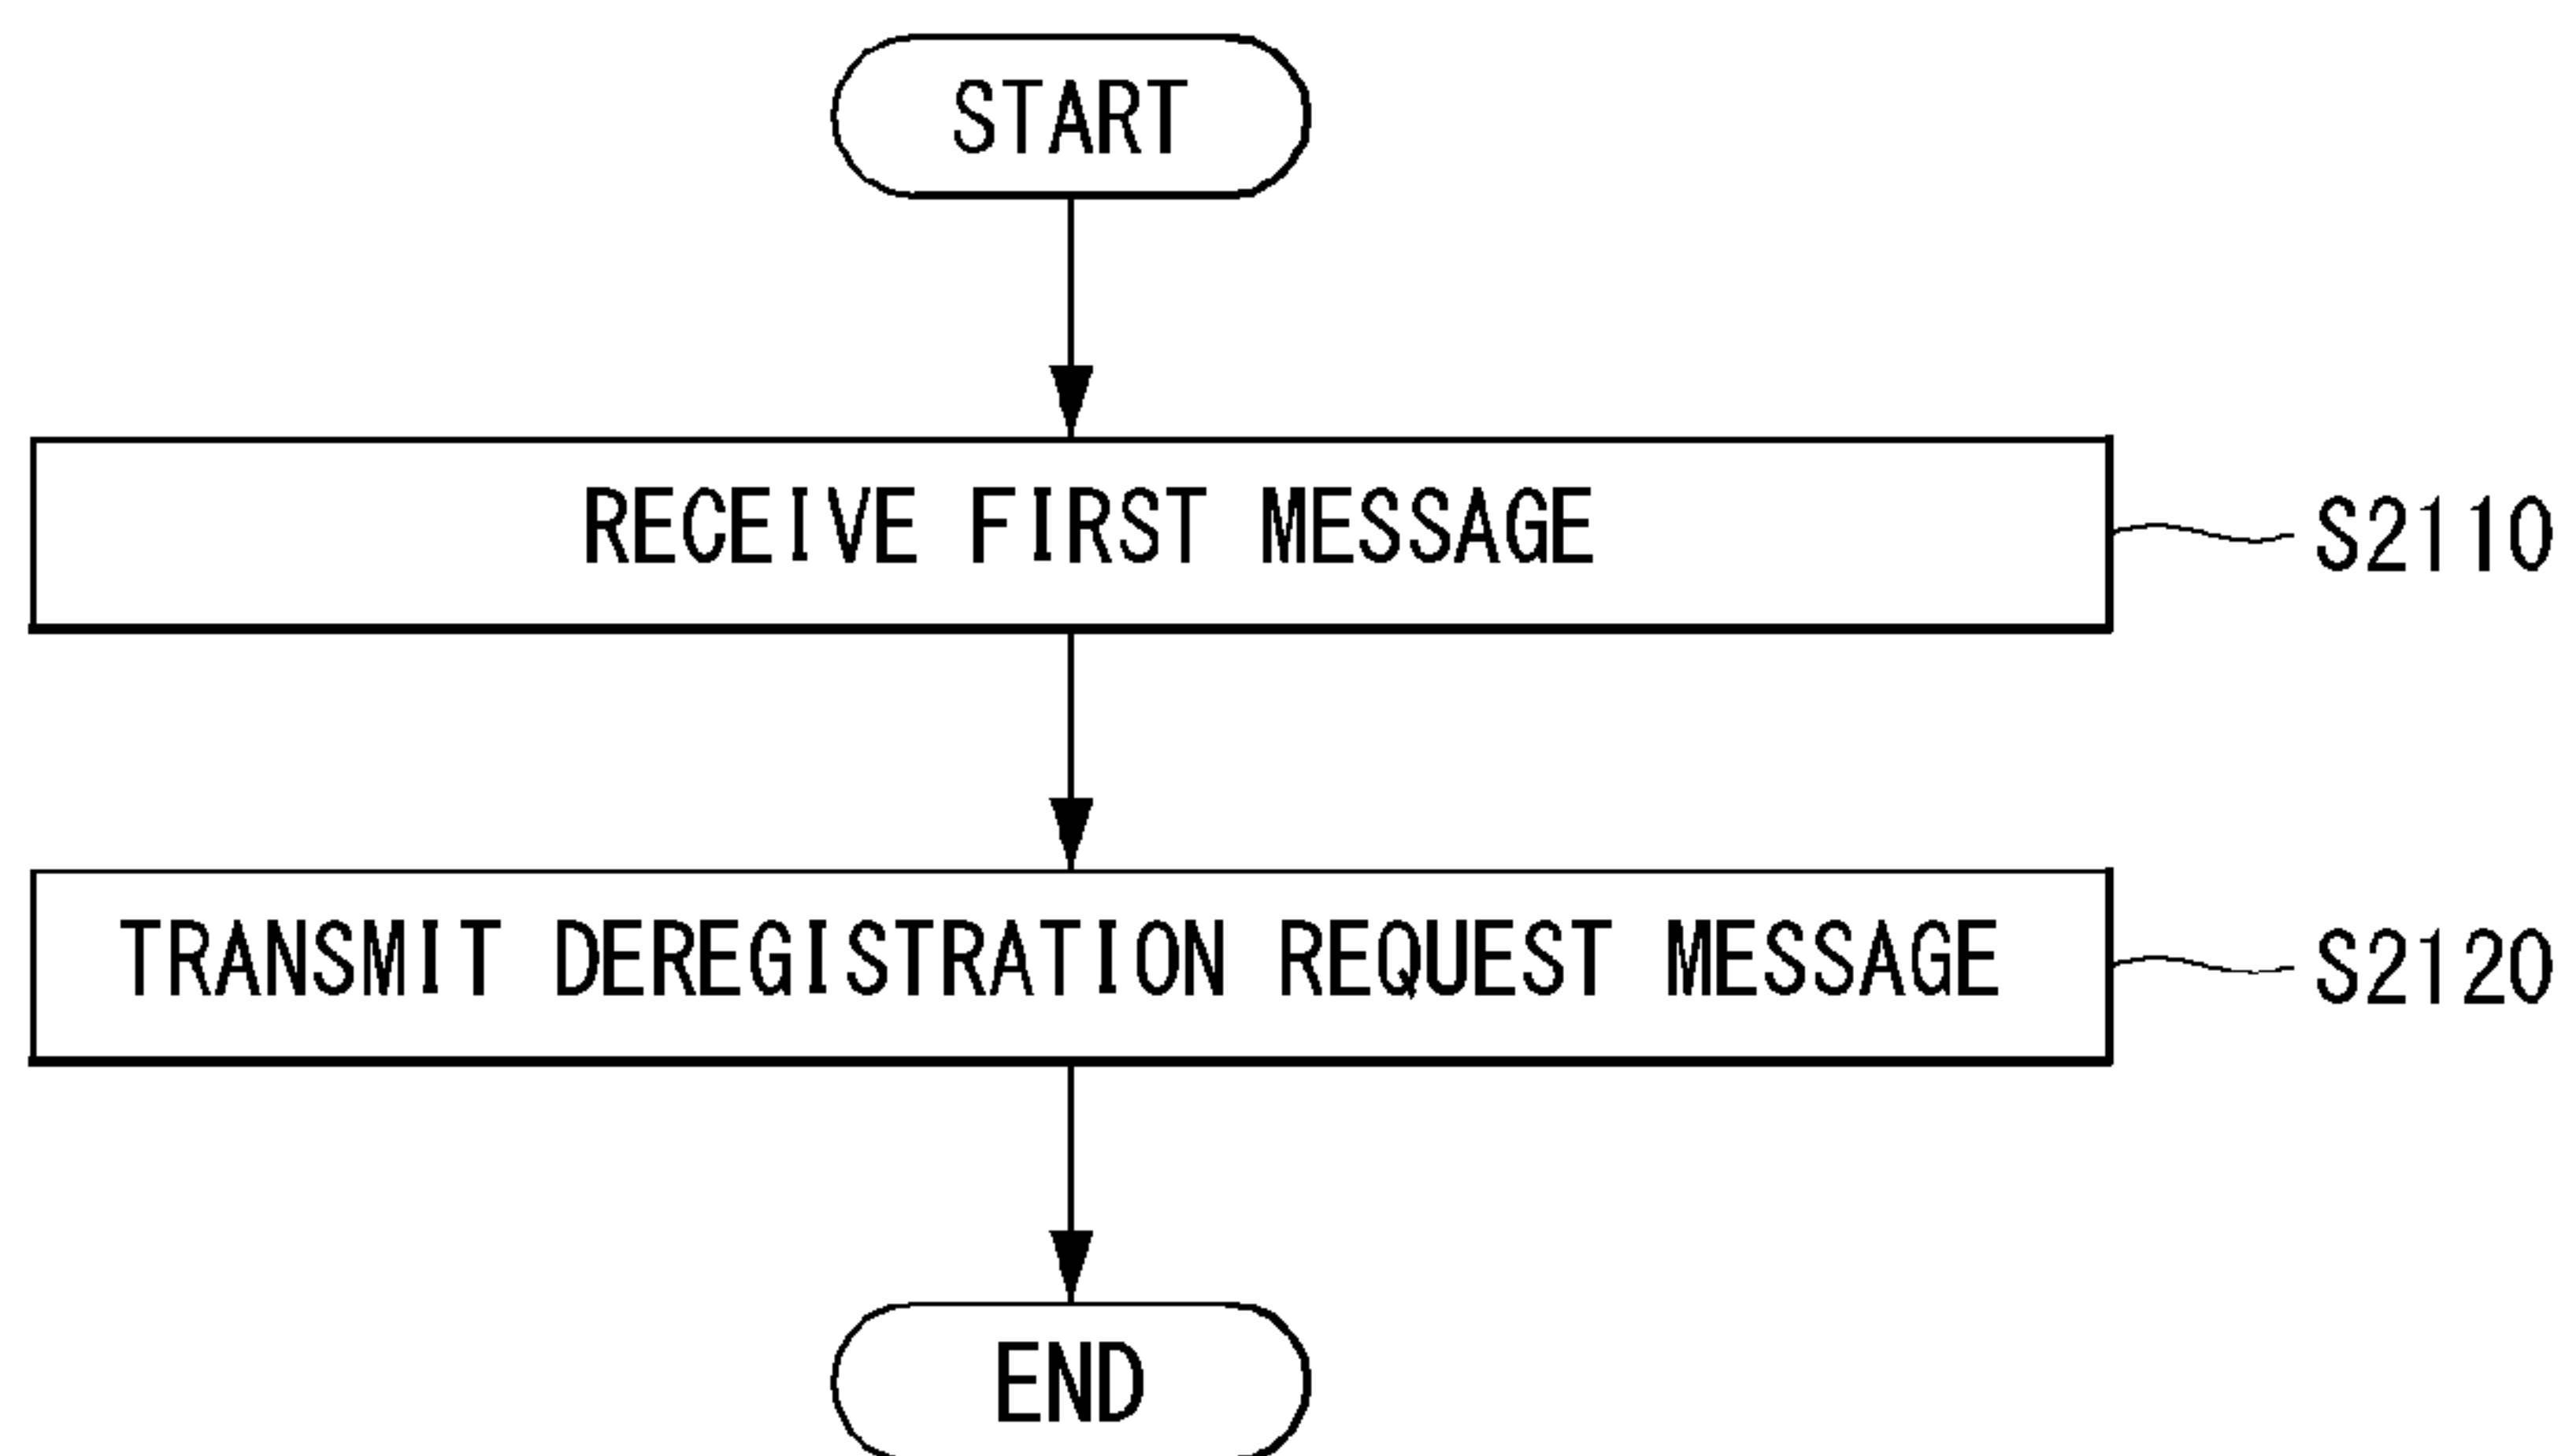 START
RECEIVE FIRST MESSAGE
S2110
TRANSMIT DEREGISTRATION REQUEST MESSAGE
S2120
END